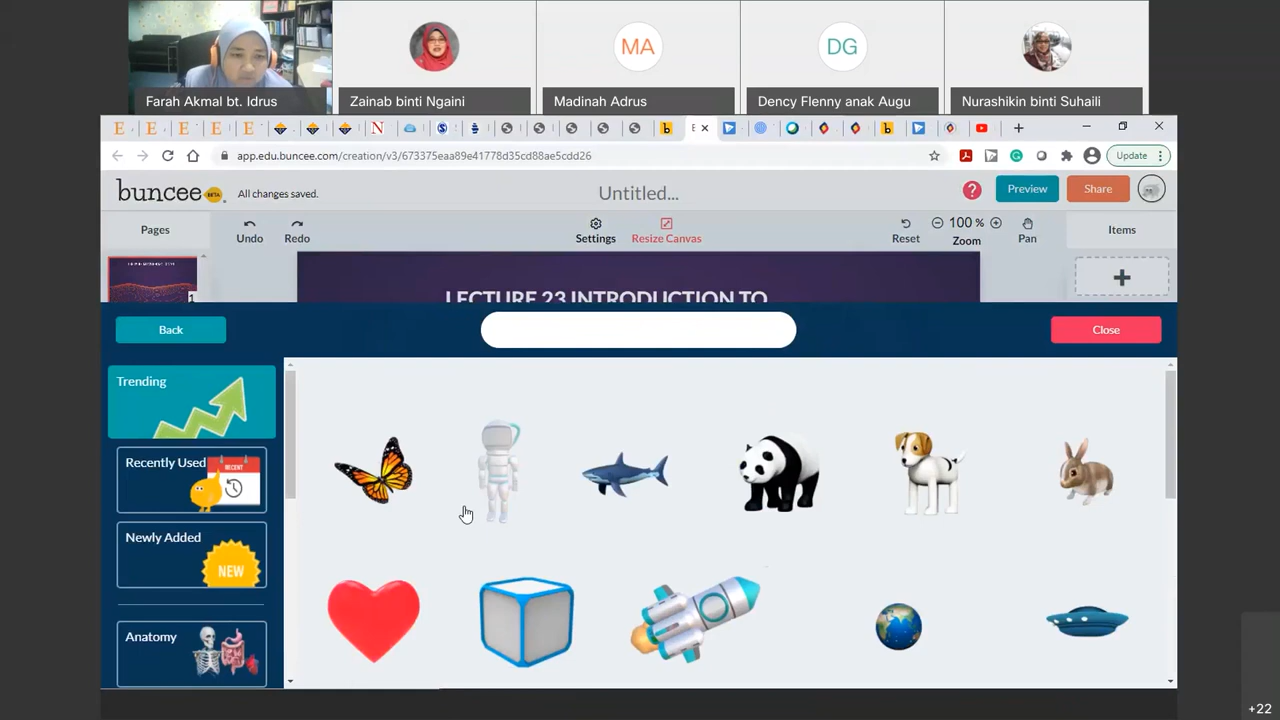 MA
DG
Farah Akmal bt. Idrus
Zainab binti Ngaini
Madinah Adrus
Dency Flenny anak Augu
Nurashikin binti Suhaili
app.edu.buncee.com/creation/v3/673375eaa89e41778d35cd88ae5cdd26
Update
buncee BETA
All changes saved.
Untitled...
Preview
Share
Pages
Undo
Redo
Settings
Resize Canvas
Reset
100 %
Zoom
Pan
Items
LECTURE 23 INTRODUCTION TO
1
Back
Close
Trending
Recently Used
RECENT
Newly Added
NEW
Anatomy
+22